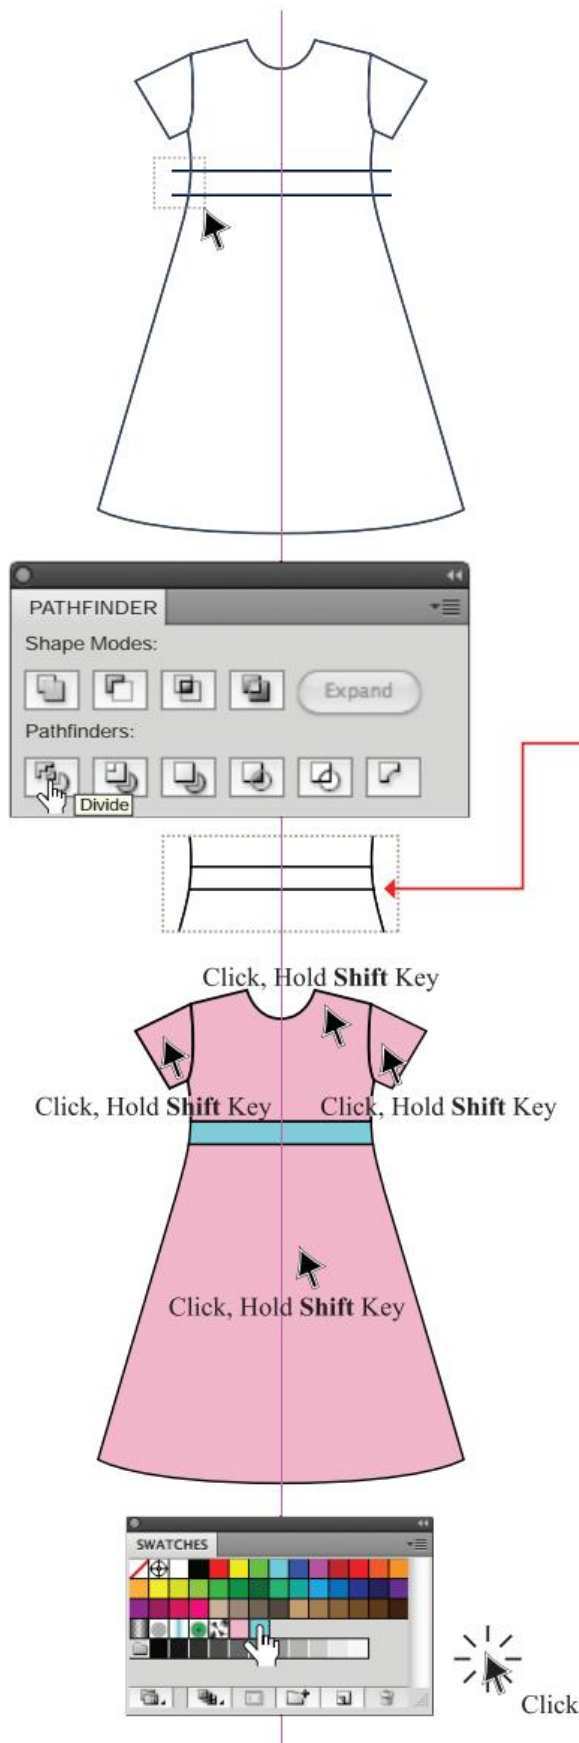 PATHFINDER
Shape Modes:
Expand
Pathfinders:
Divide
Click, Hold Shift Key
Click, Hold Shift Key Click, Hold Shift Key
Click, Hold Shift Key
SWATCHES
Click